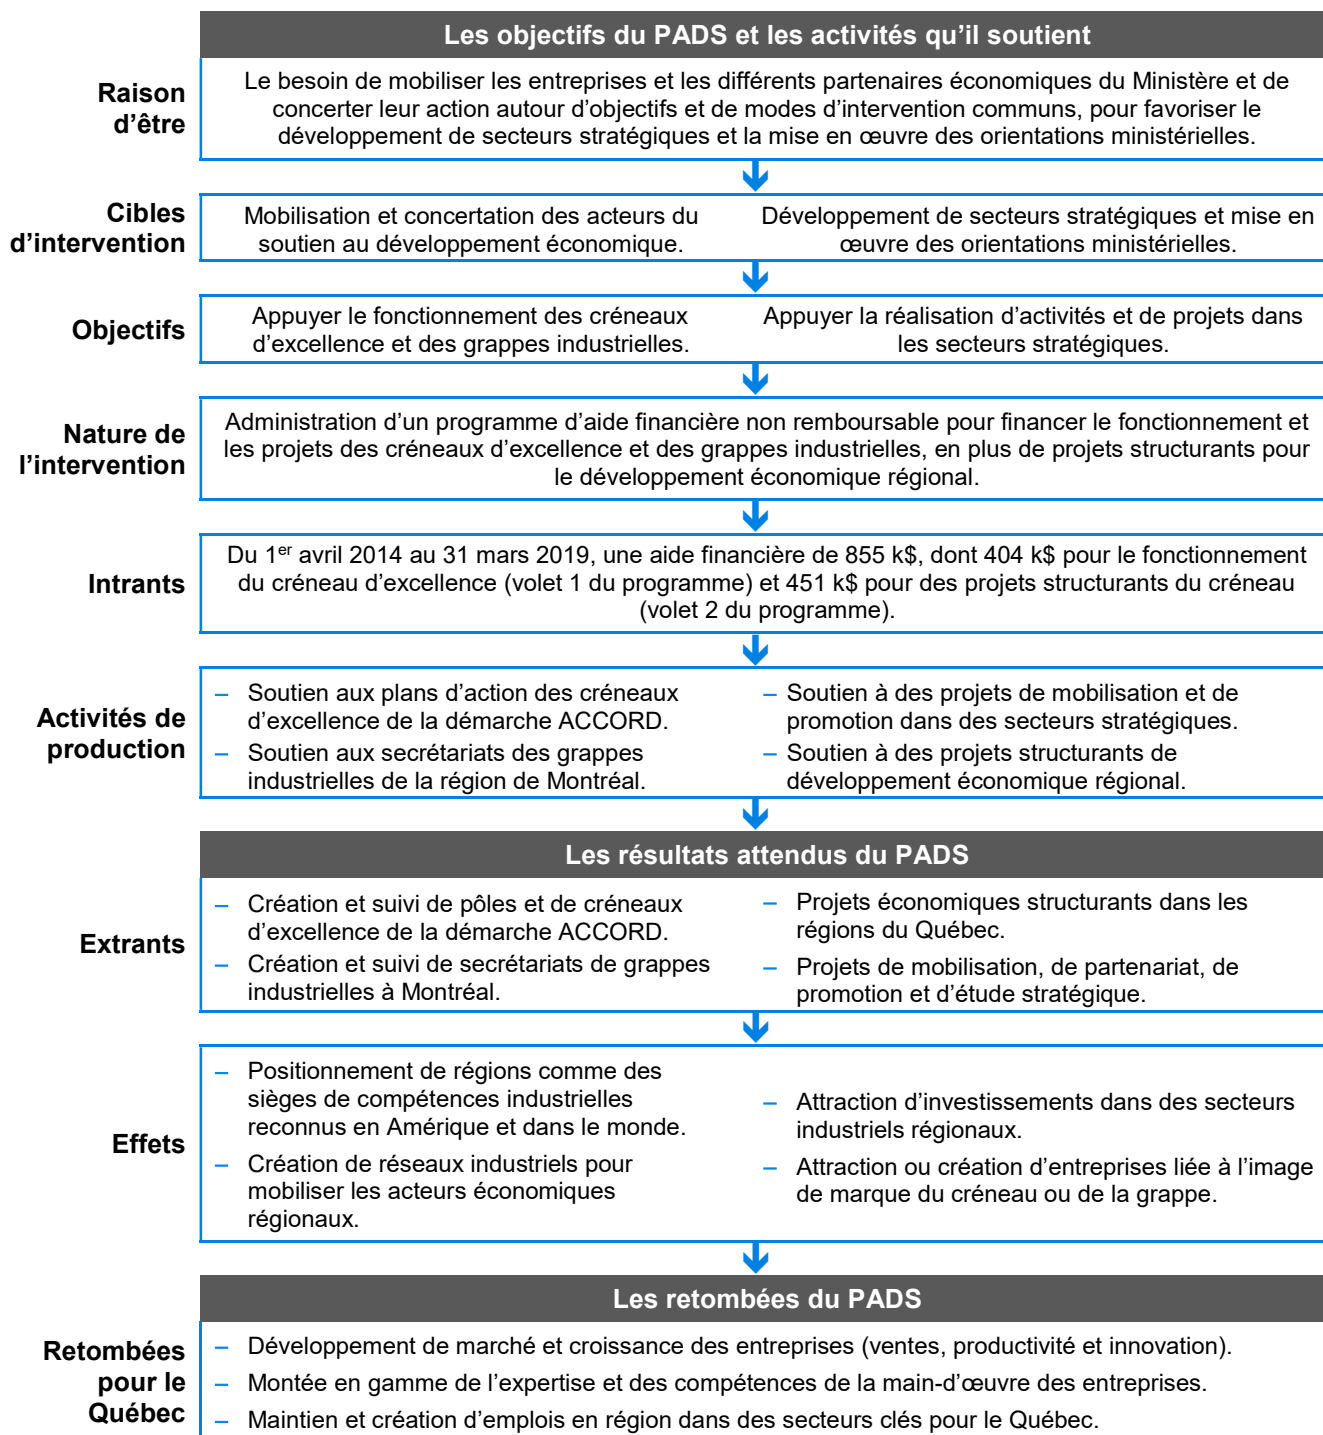 Les objectifs du PADS et les activités qu’il soutient
Raison
d’être
Le besoin de mobiliser les entreprises et les différents partenaires économiques du Ministère et de
concerter leur action autour d’objectifs et de modes d’intervention communs, pour favoriser le
développement de secteurs stratégiques et la mise en œuvre des orientations ministérielles.
Cibles
d’intervention
Mobilisation et concertation des acteurs du
soutien au développement économique.
Développement de secteurs stratégiques et mise en
œuvre des orientations ministérielles.
Objectifs
Appuyer le fonctionnement des créneaux
d’excellence et des grappes industrielles.
Appuyer la réalisation d’activités et de projets dans
les secteurs stratégiques.
Nature de
l’intervention
Administration d’un programme d’aide financière non remboursable pour financer le fonctionnement et
les projets des créneaux d’excellence et des grappes industrielles, en plus de projets structurants pour
le développement économique régional.
Intrants
Du 1er avril 2014 au 31 mars 2019, une aide financière de 855 k$, dont 404 k$ pour le fonctionnement
du créneau d’excellence (volet 1 du programme) et 451 k$ pour des projets structurants du créneau
(volet 2 du programme).
Activités de
production
– Soutien aux plans d’action des créneaux
d’excellence de la démarche ACCORD.
– Soutien aux secrétariats des grappes
industrielles de la région de Montréal.
– Soutien à des projets de mobilisation et de
promotion dans des secteurs stratégiques.
– Soutien à des projets structurants de
développement économique régional.
Les résultats attendus du PADS
Extrants
– Création et suivi de pôles et de créneaux
d’excellence de la démarche ACCORD.
– Création et suivi de secrétariats de grappes
industrielles à Montréal.
– Projets économiques structurants dans les
régions du Québec.
– Projets de mobilisation, de partenariat, de
promotion et d’étude stratégique.
Effets
– Positionnement de régions comme des
sièges de compétences industrielles
reconnus en Amérique et dans le monde.
– Création de réseaux industriels pour
mobiliser les acteurs économiques
régionaux.
– Attraction d’investissements dans des secteurs
industriels régionaux.
– Attraction ou création d’entreprises liée à l’image
de marque du créneau ou de la grappe.
Les retombées du PADS
Retombées
pour le
Québec
– Développement de marché et croissance des entreprises (ventes, productivité et innovation).
– Montée en gamme de l’expertise et des compétences de la main-d’œuvre des entreprises.
– Maintien et création d’emplois en région dans des secteurs clés pour le Québec.